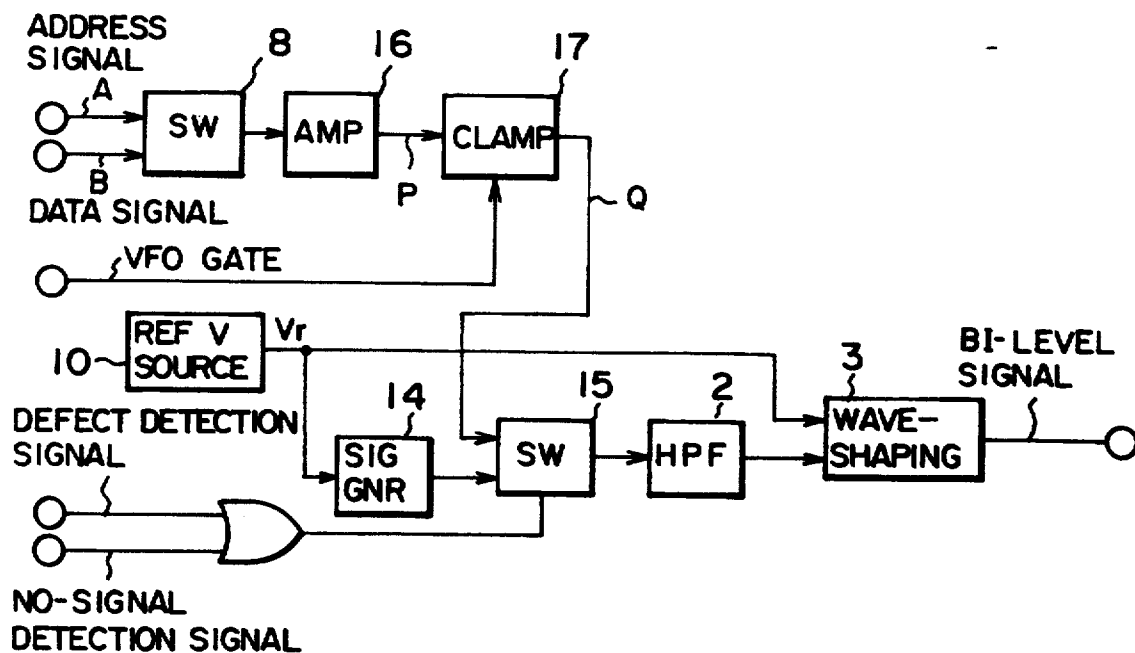 ADDRESS
SIGNAL
A
B
DATA SIGNAL
8
SW
16
AMP
P
17
CLAMP
Q
VFO GATE
REF V
SOURCE
10
Vr
14
SIG
GNR
15
SW
2
HPF
3
WAVE-
SHAPING
BI-LEVEL
SIGNAL
DEFECT DETECTION
SIGNAL
NO-SIGNAL
DETECTION SIGNAL